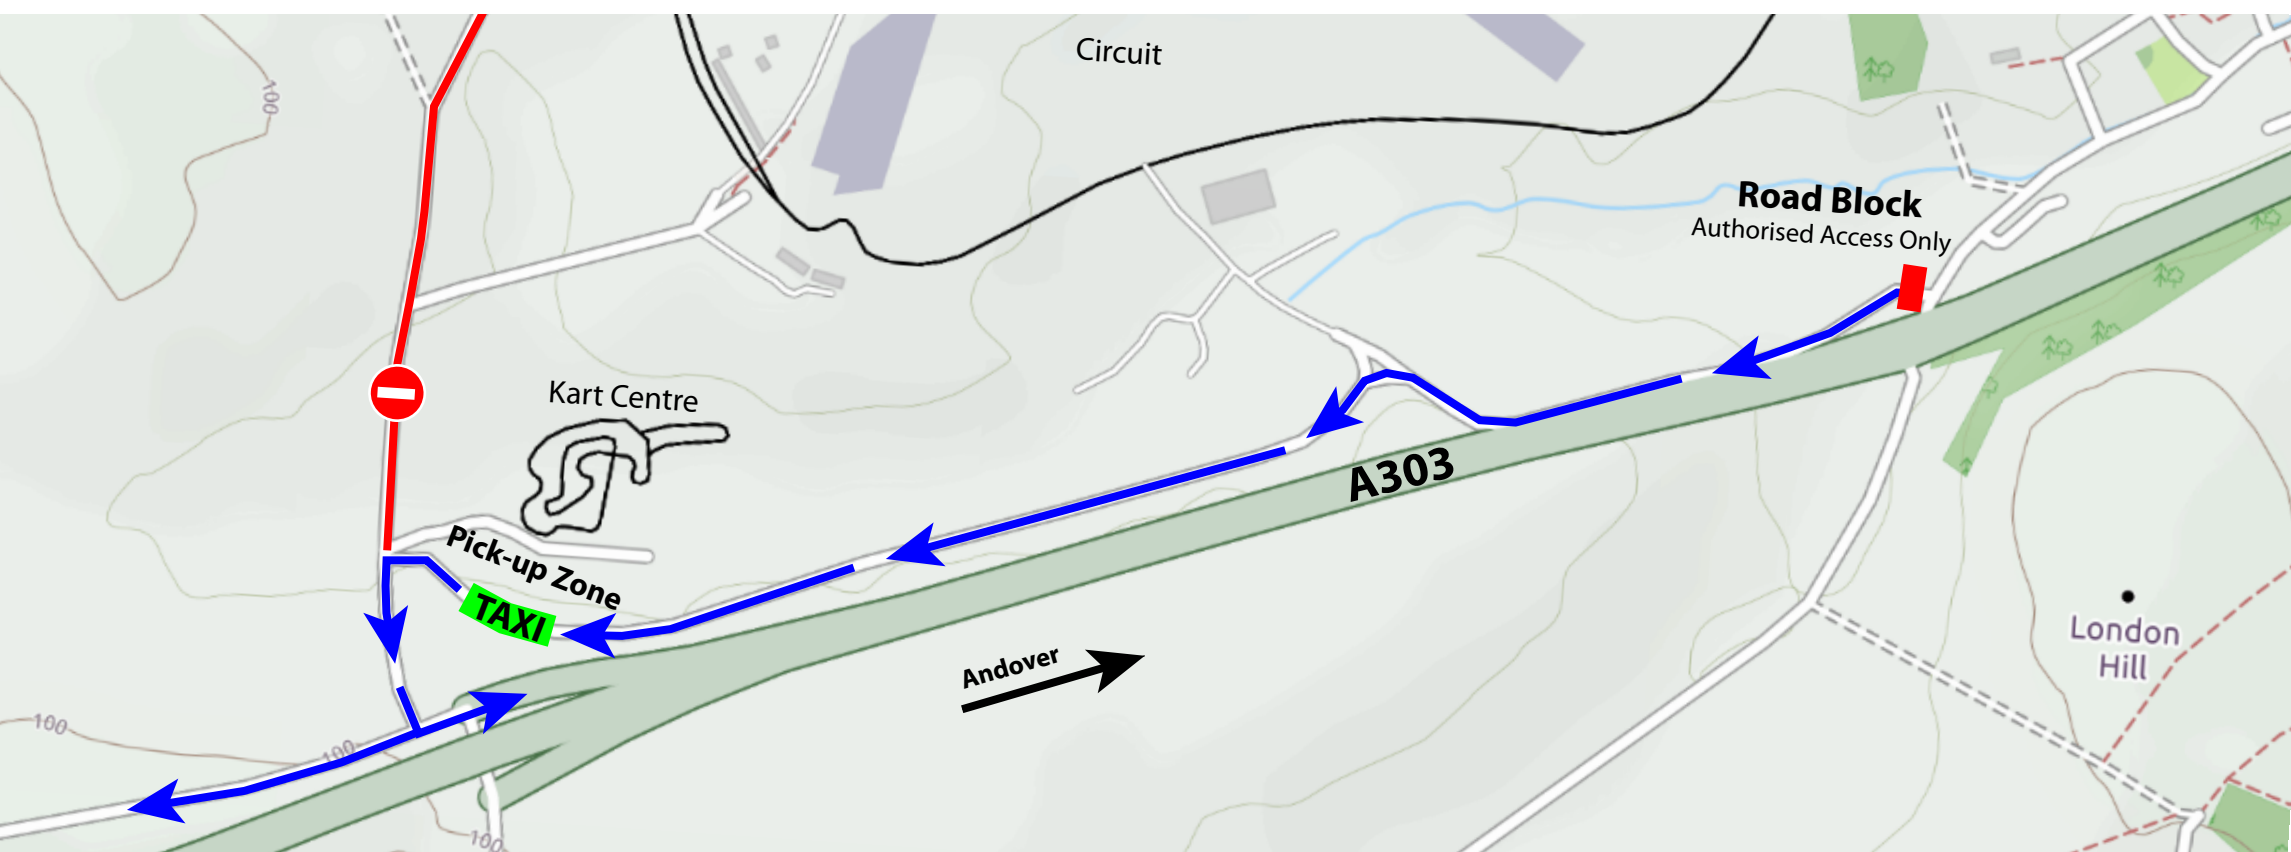 Circuit
100
Road Block
Authorised Access Only
Kart Centre
A303
Pick-up Zone
TAXI
London
Hill
Andover
100
100
100